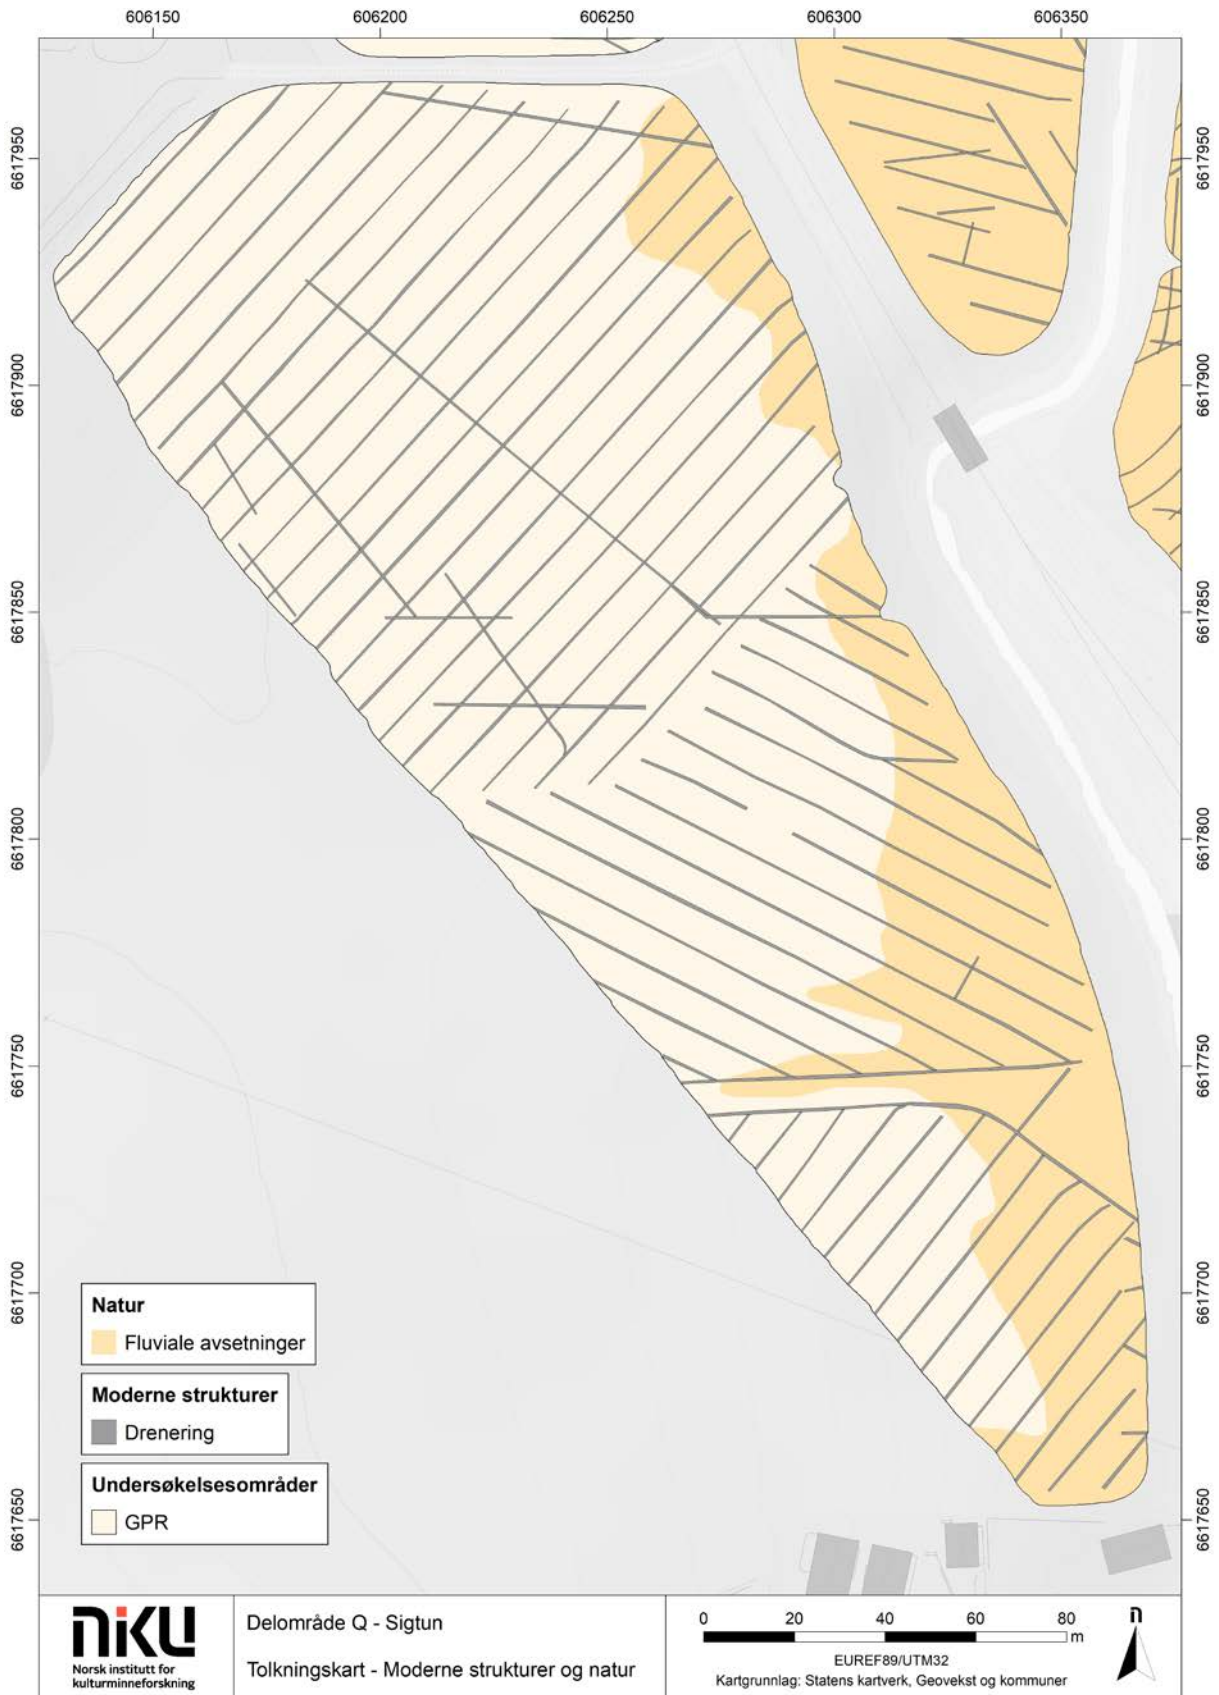 606150
606200
606250
606300
606350
6617950
6617950
6617900
6617900
6617850
6617850
6617800
6617800
6617750
6617750
6617700
6617700
6617650
6617650
Natur
Fluviale avsetninger
Moderne strukturer
Drenering
Undersøkelsesområder
GPR
niku
Norsk institutt for
kulturminneforskning
Delområde Q - Sigtun
Tolkningskart - Moderne strukturer og natur
0 20 40 60 80
m
EUREF89/UTM32
Kartgrunnlag: Statens kartverk, Geovekst og kommuner
n